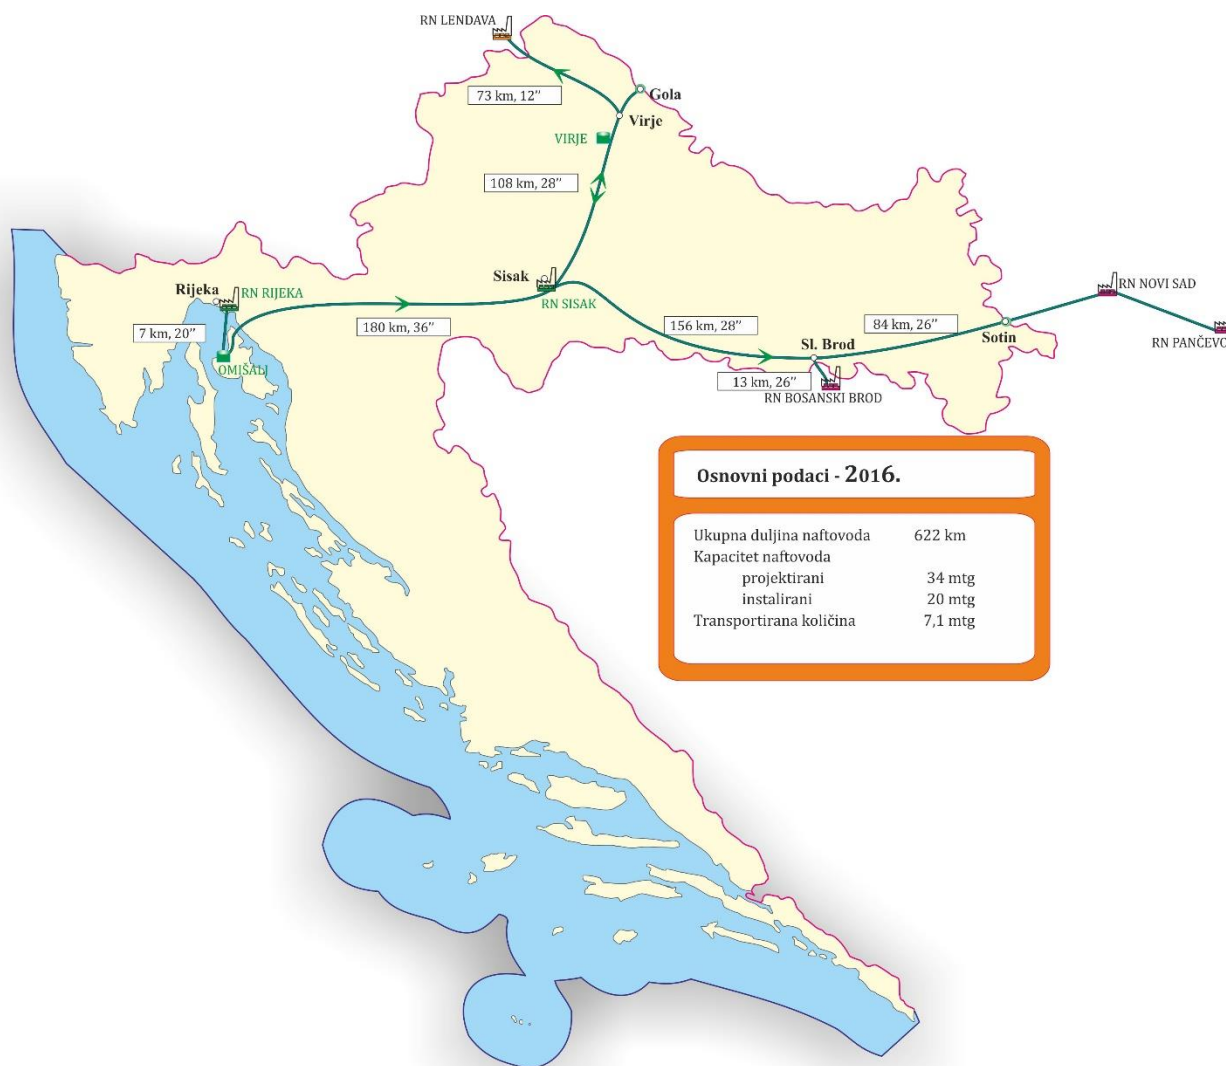 RN LENDAVA
73 km, 12’’
Gola
Virje
VIRJE
108 km, 28’’
Sisak
RN SISAK
Rijeka
RN RIJEKA
7 km, 20’’
OMIŠALJ
180 km, 36’’
156 km, 28’’
Sl. Brod
13 km, 26’’
RN BOSANSKI BROD
84 km, 26’’
Sotin
RN NOVI SAD
RN PANČEVO
Osnovni podaci - 2016.
Ukupna duljina naftovoda 622 km
Kapacitet naftovoda
projektirani 34 mtg
instalirani 20 mtg
Transportirana količina 7,1 mtg